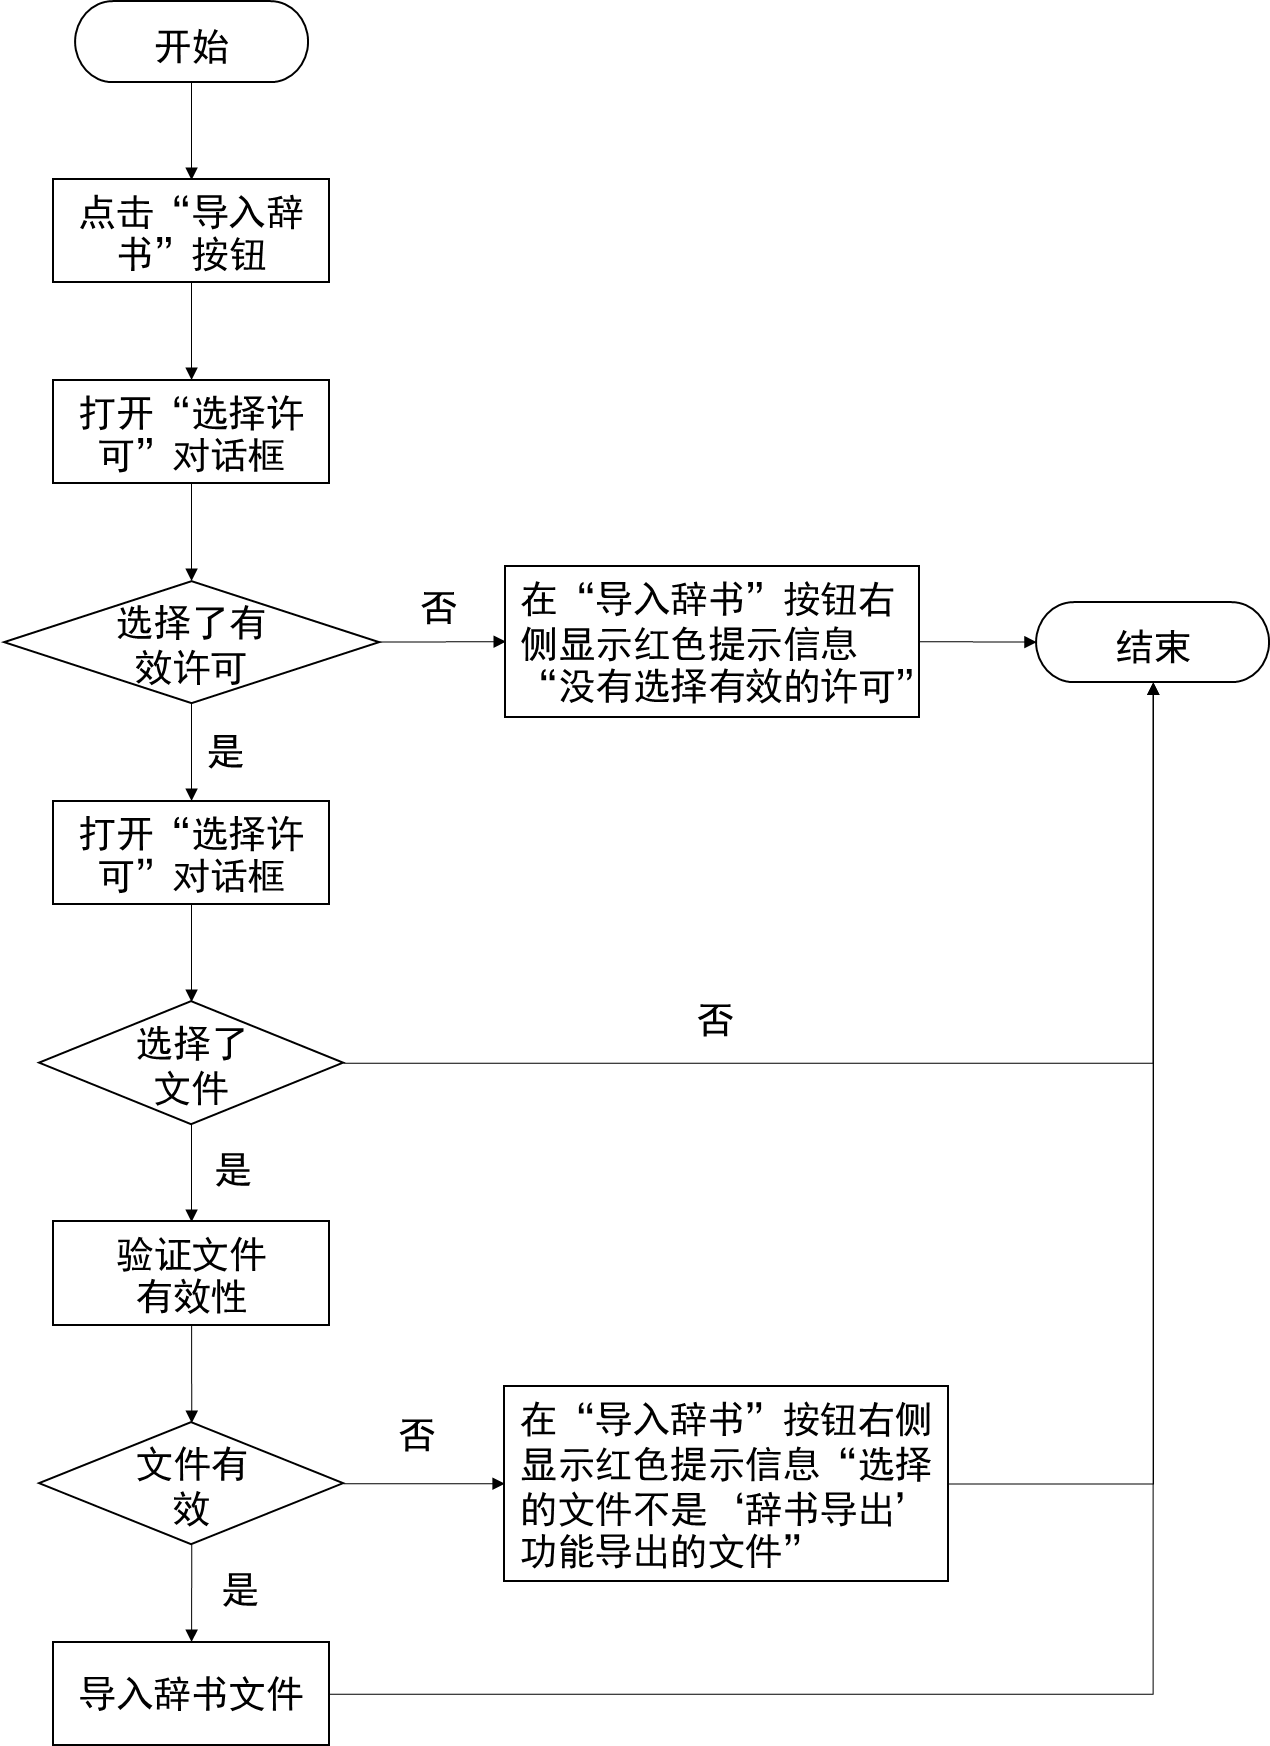 开始
点击“导入辞
书”按钮
打开“选择许
可”对话框
选择了有
效许可
否
在“导入辞书”按钮右
侧显示红色提示信息
“没有选择有效的许可”
结束
是
打开“选择许
可”对话框
选择了
文件
否
是
验证文件
有效性
文件有
效
否
在“导入辞书”按钮右侧
显示红色提示信息“选择
的文件不是‘辞书导出’
功能导出的文件”
是
导入辞书文件